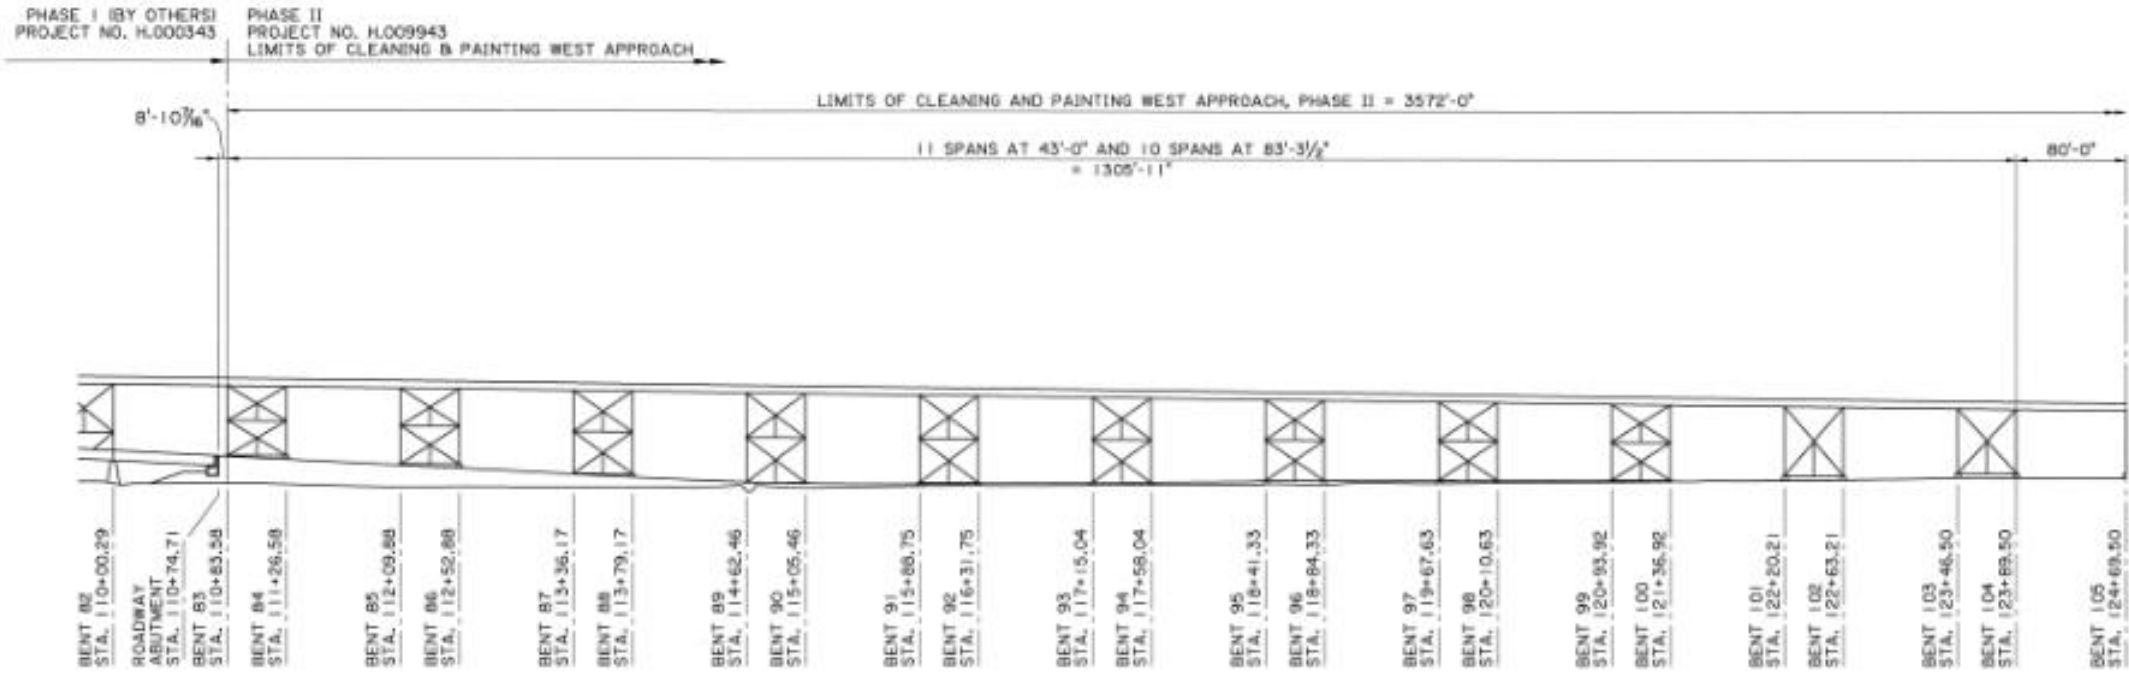 PHASE I (BY OTHERS)
PROJECT NO. H.000343
PHASE II
PROJECT NO. H.009943
LIMITS OF CLEANING & PAINTING WEST APPROACH
8'-10 7/16"
LIMITS OF CLEANING AND PAINTING WEST APPROACH, PHASE II = 3572'-0"
11 SPANS AT 43'-0" AND 10 SPANS AT 83'-3 1/2"
= 1305'-11"
80'-0"
BENT 82
STA. 110+00.29
ROADWAY
ABUTMENT
STA. 110+74.71
BENT 83
STA. 110+83.58
BENT 84
STA. 111+26.58
BENT 85
STA. 112+09.88
BENT 86
STA. 112+52.88
BENT 87
STA. 113+36.17
BENT 88
STA. 113+79.17
BENT 89
STA. 114+62.46
BENT 90
STA. 115+05.46
BENT 91
STA. 115+88.75
BENT 92
STA. 116+31.75
BENT 93
STA. 117+15.04
BENT 94
STA. 117+58.04
BENT 95
STA. 118+41.33
BENT 96
STA. 118+84.33
BENT 97
STA. 119+67.63
BENT 98
STA. 120+10.63
BENT 99
STA. 120+93.92
BENT 100
STA. 121+36.92
BENT 101
STA. 122+20.21
BENT 102
STA. 122+63.21
BENT 103
STA. 123+46.50
BENT 104
STA. 123+89.50
BENT 105
STA. 124+69.50